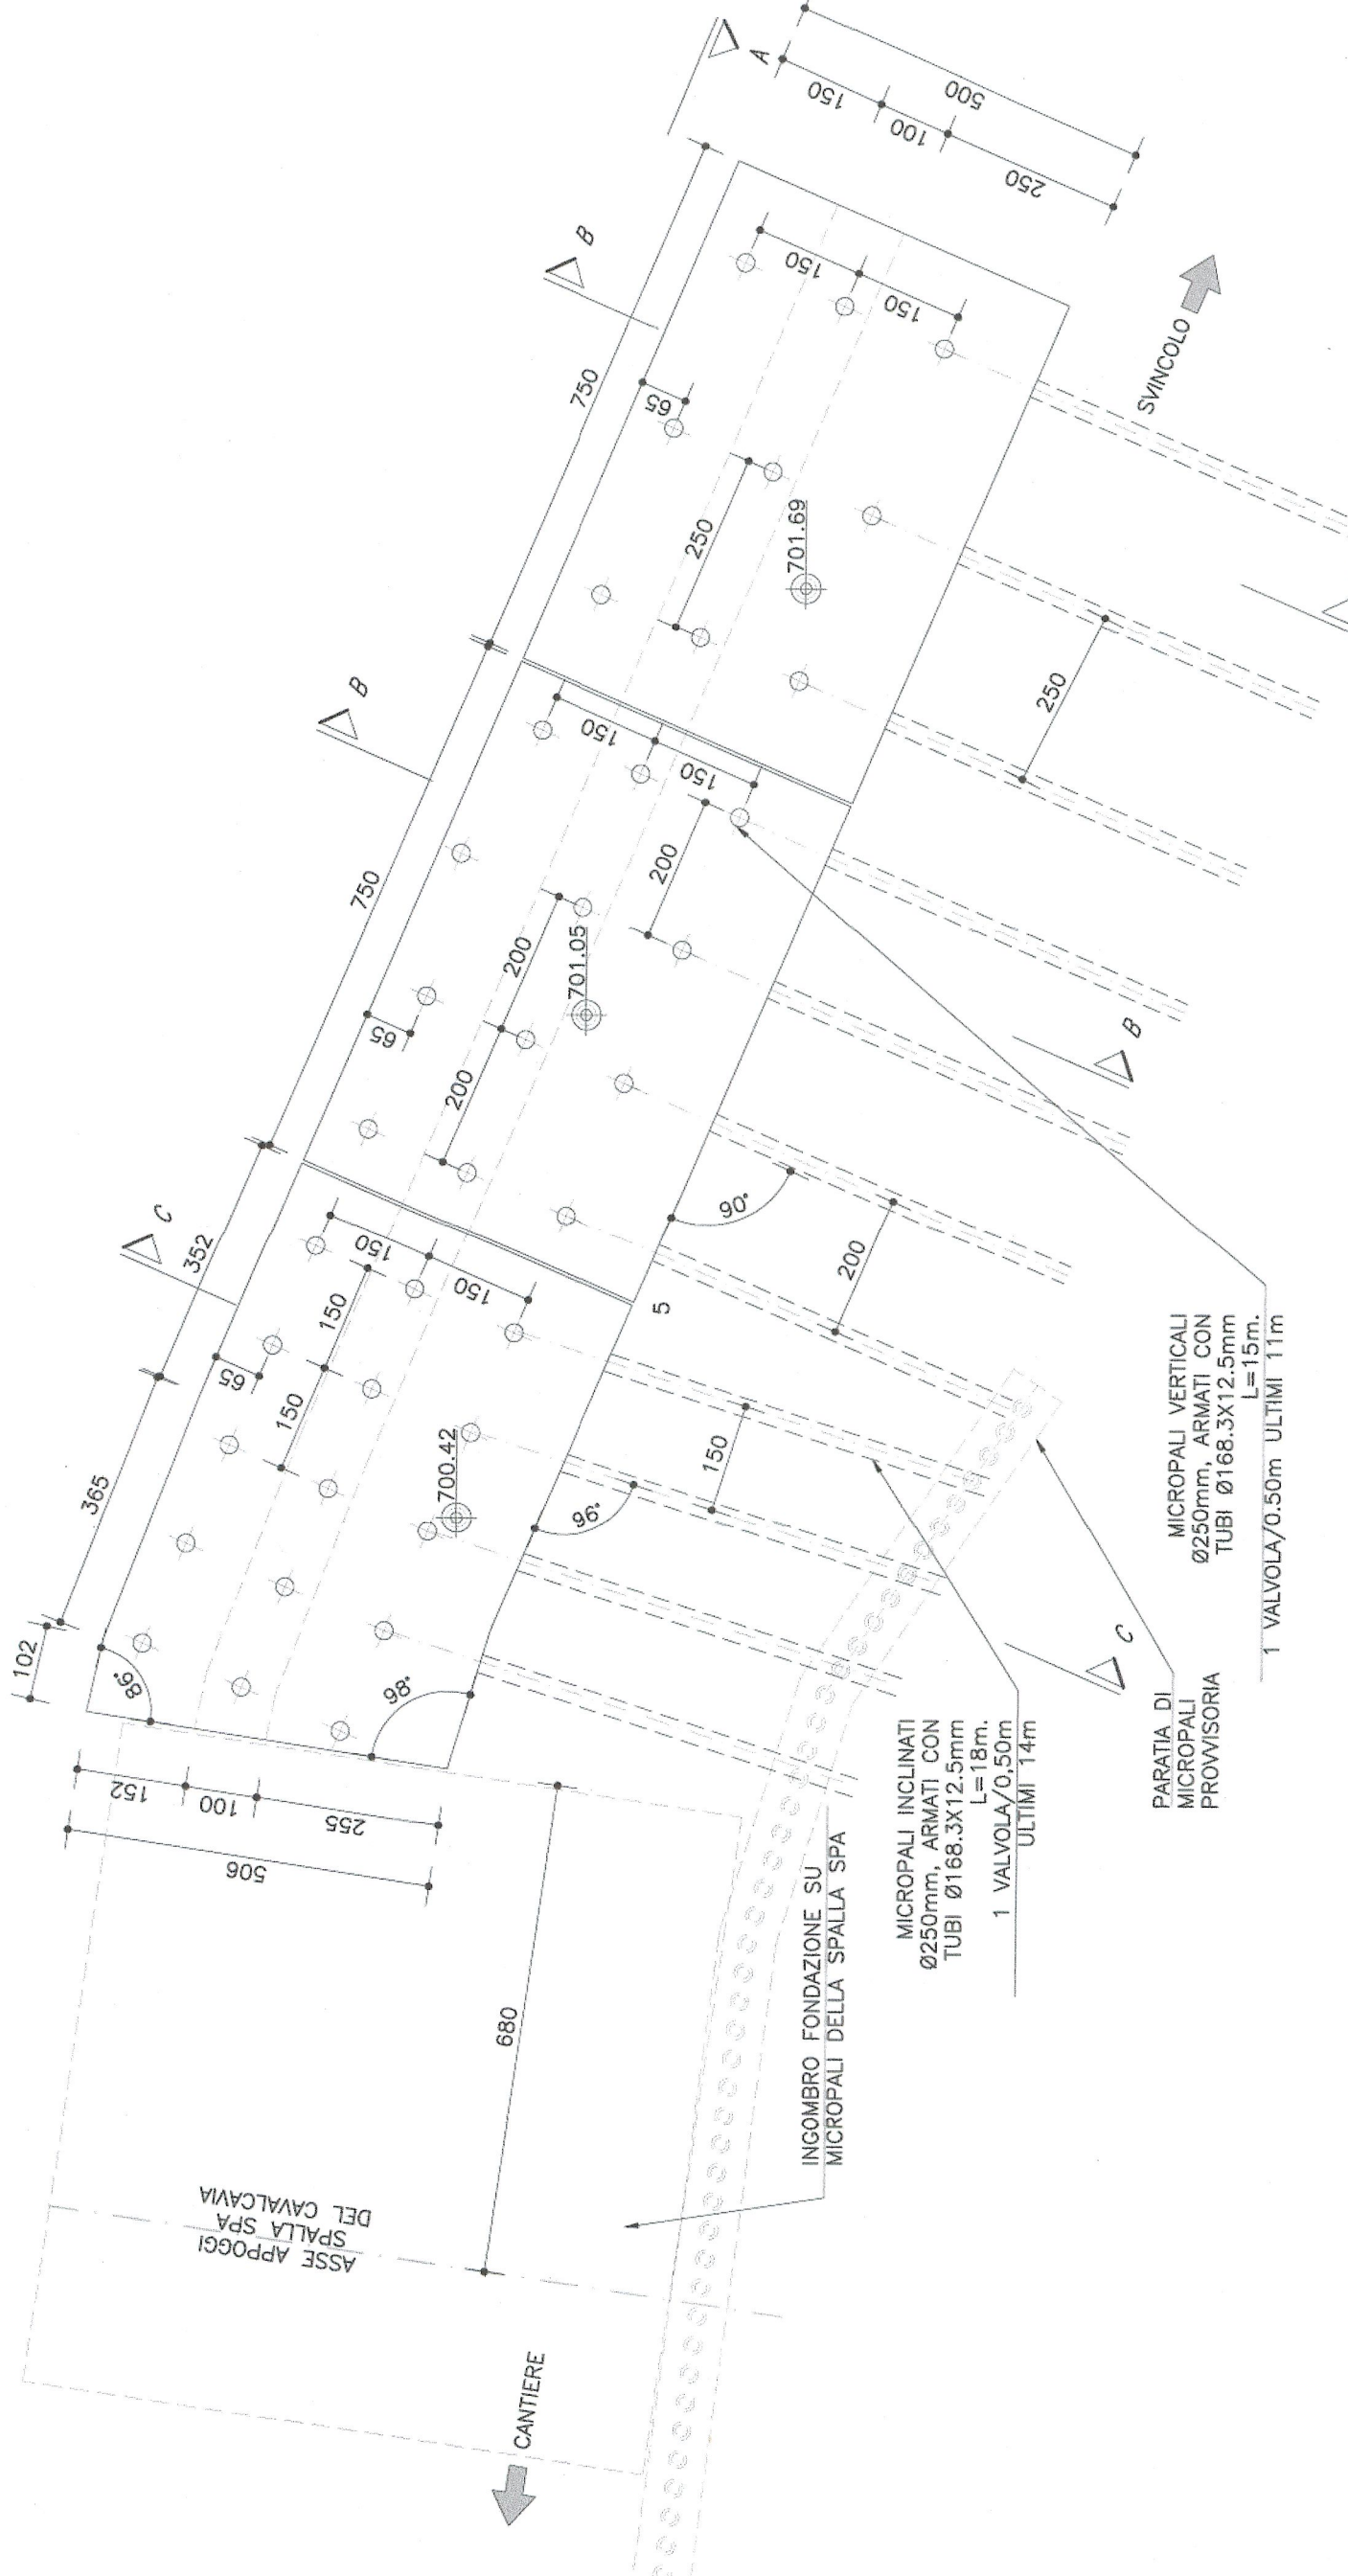 A
150
100
250
500
B
750
65
150
150
250
701.69
SVINCOLO
250
B
750
150
150
200
65
200
701.05
200
B
C
352
90°
200
150
150
65
150
150
5
365
700.42
96°
150
102
86°
98°
152
100
255
506
680
MICROPALI VERTICALI
Ø250mm, ARMATI CON
TUBI Ø168.3X12.5mm
L=15m.
1 VALVOLA/0.50m ULTIMI 11m
C
PARATIA DI
MICROPALI
PROVVISORIA
MICROPALI INCLINATI
Ø250mm, ARMATI CON
TUBI Ø168.3X12.5mm
L=18m.
1 VALVOLA/0,50m
ULTIMI 14m
INGOMBRO FONDAZIONE SU
MICROPALI DELLA SPALLA SPA
ASSE APPOGGI
SPALLA SPA
DEL CAVALCAVIA
CANTIERE